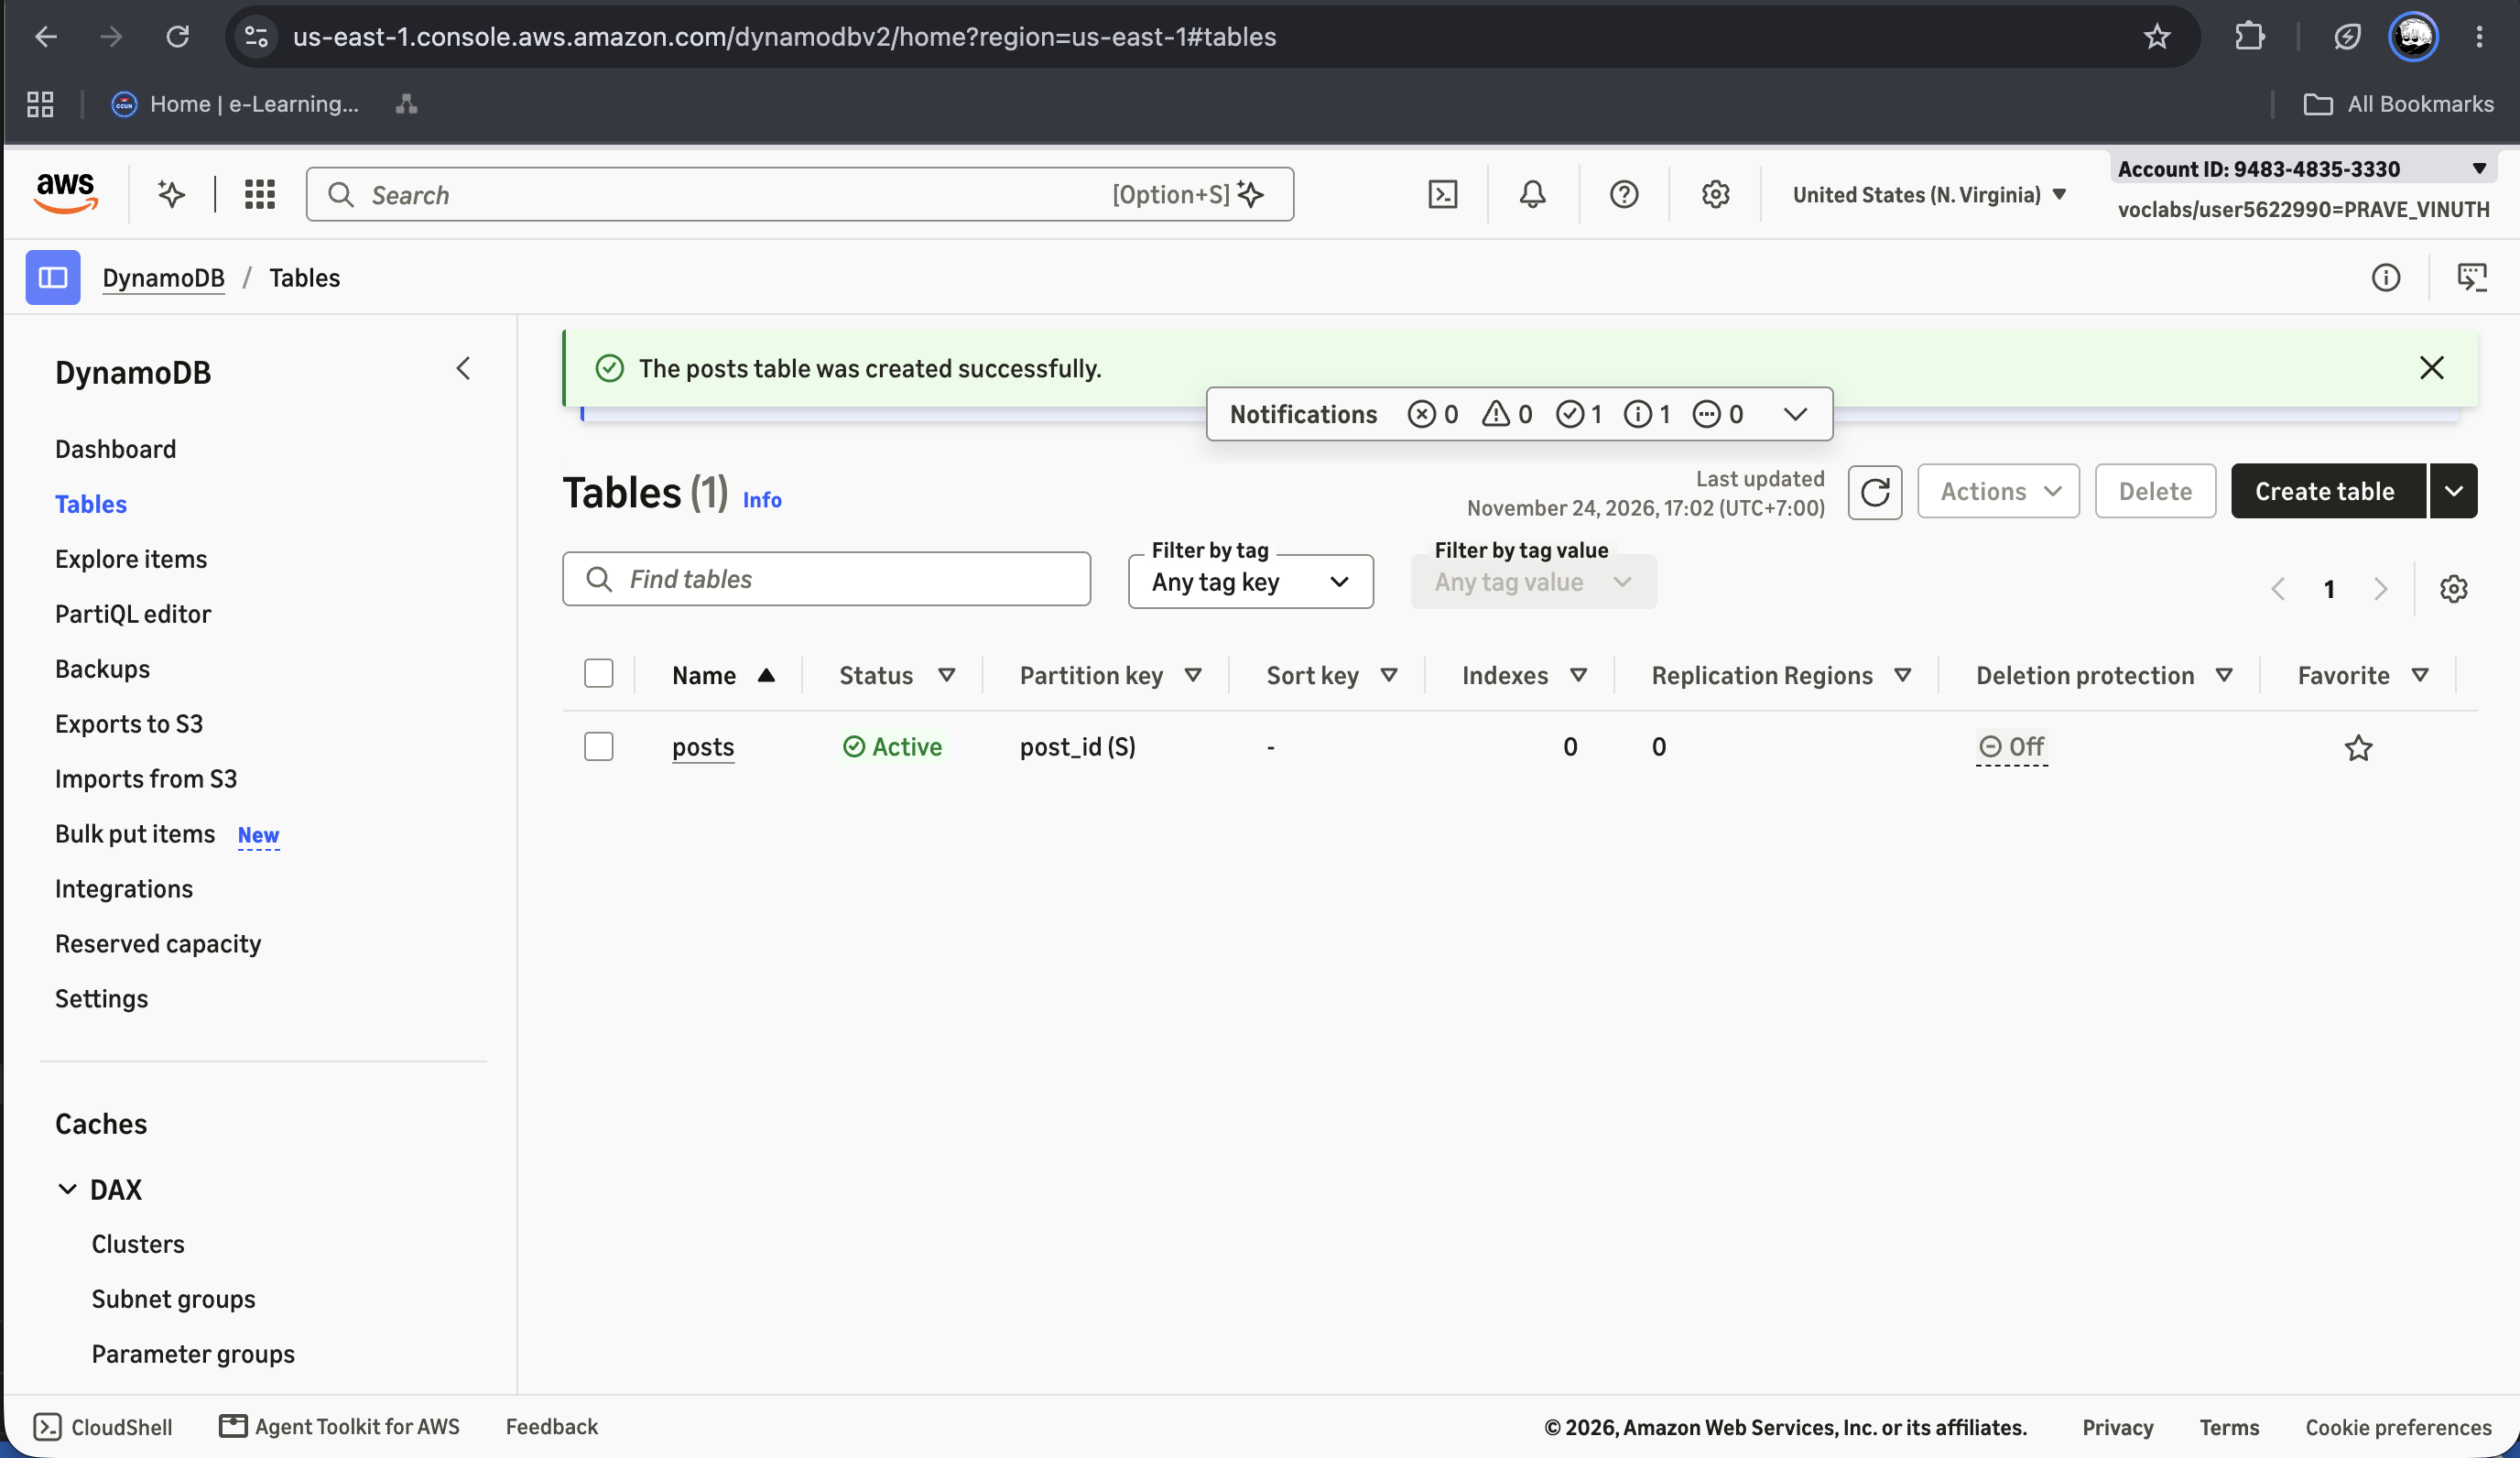 us-east-1.console.aws.amazon.com/dynamodbv2/home?region=us-east-1#tables
Home | e-Learning...
All Bookmarks
aws
Search
[Option+S]
United States (N. Virginia)
Account ID: 9483-4835-3330
voclabs/user5622990=PRAVE_VINUTH
DynamoDB / Tables
DynamoDB
Dashboard
Tables
Explore items
PartiQL editor
Backups
Exports to S3
Imports from S3
Bulk put items New
Integrations
Reserved capacity
Settings
Caches
DAX
Clusters
Subnet groups
Parameter groups
The posts table was created successfully.
Notifications 0 0 1 1 0
Tables (1) Info
Last updated
November 24, 2026, 17:02 (UTC+7:00)
Actions
Delete
Create table
Find tables
Filter by tag
Any tag key
Filter by tag value
Any tag value
1
Name Status Partition key Sort key Indexes Replication Regions Deletion protection Favorite
posts Active post_id (S) - 0 0 Off
CloudShell Agent Toolkit for AWS Feedback © 2026, Amazon Web Services, Inc. or its affiliates. Privacy Terms Cookie preferences